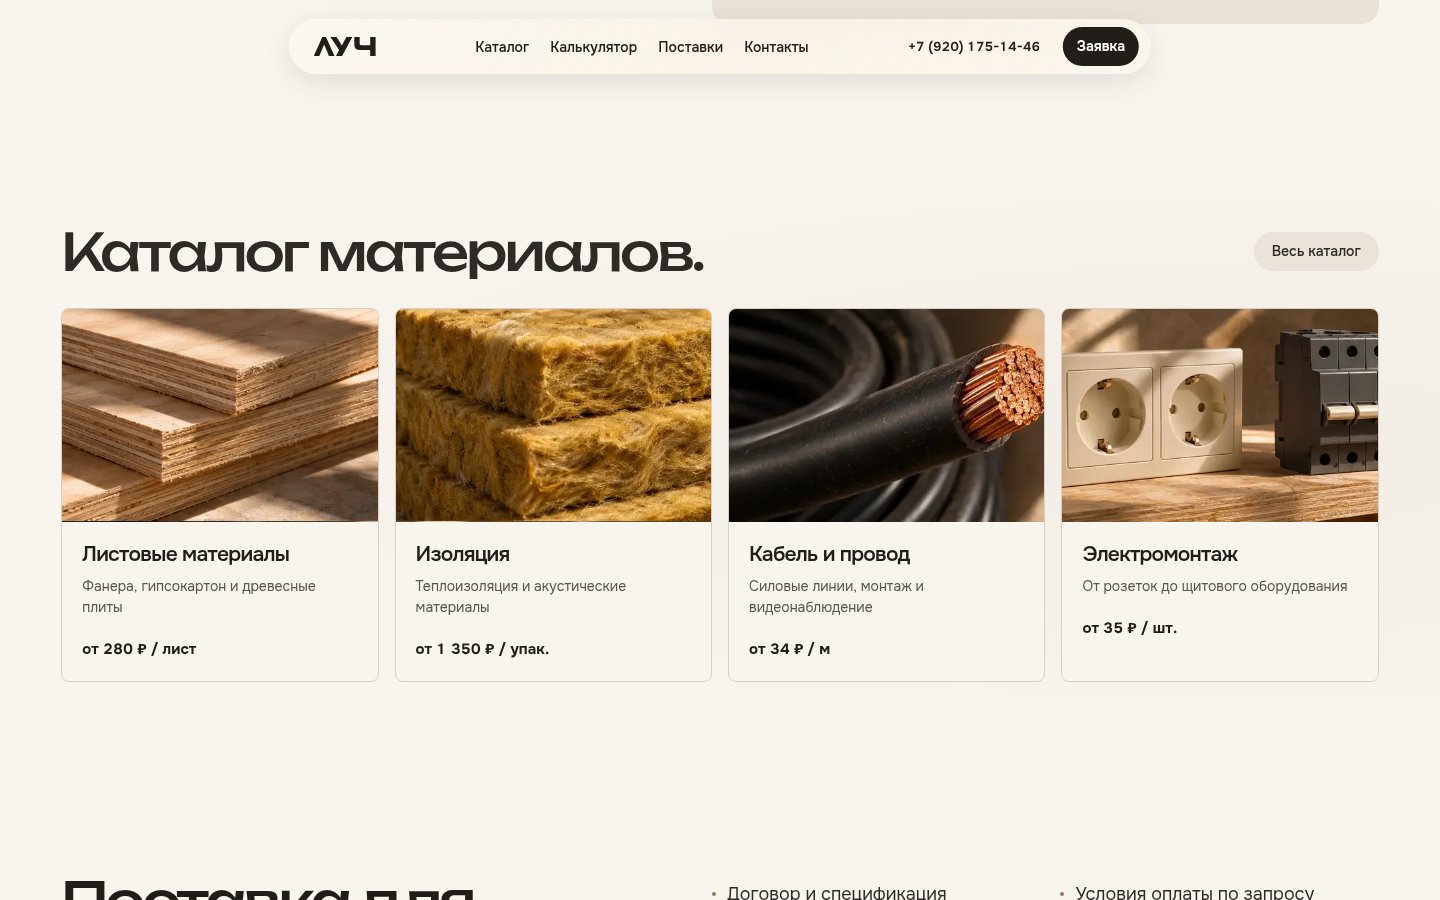 ЛУЧ
Каталог
Калькулятор
Поставки
Контакты
+7 (920) 175-14-46
Заявка
Каталог материалов.
Весь каталог
Листовые материалы
Фанера, гипсокартон и древесные
плиты
от 280 ₽ / лист
Изоляция
Теплоизоляция и акустические
материалы
от 1 350 ₽ / упак.
Кабель и провод
Силовые линии, монтаж и
видеонаблюдение
от 34 ₽ / м
Электромонтаж
От розеток до щитового оборудования
от 35 ₽ / шт.
Поставка для
Договор и спецификация
Условия оплаты по запросу